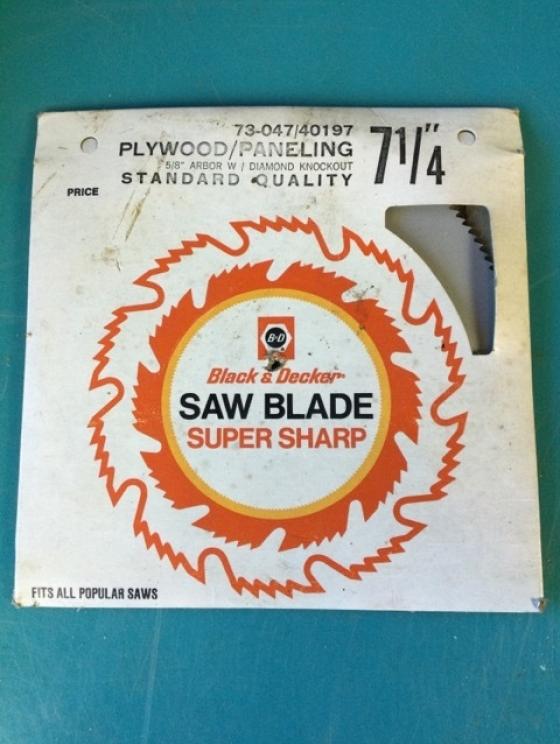 73-047/40197
PLYWOOD/PANELING
5/8" ARBOR W / DIAMOND KNOCKOUT
STANDARD QUALITY
7 1/4"
PRICE
B&D
Black & Decker
SAW BLADE
SUPER SHARP
FITS ALL POPULAR SAWS